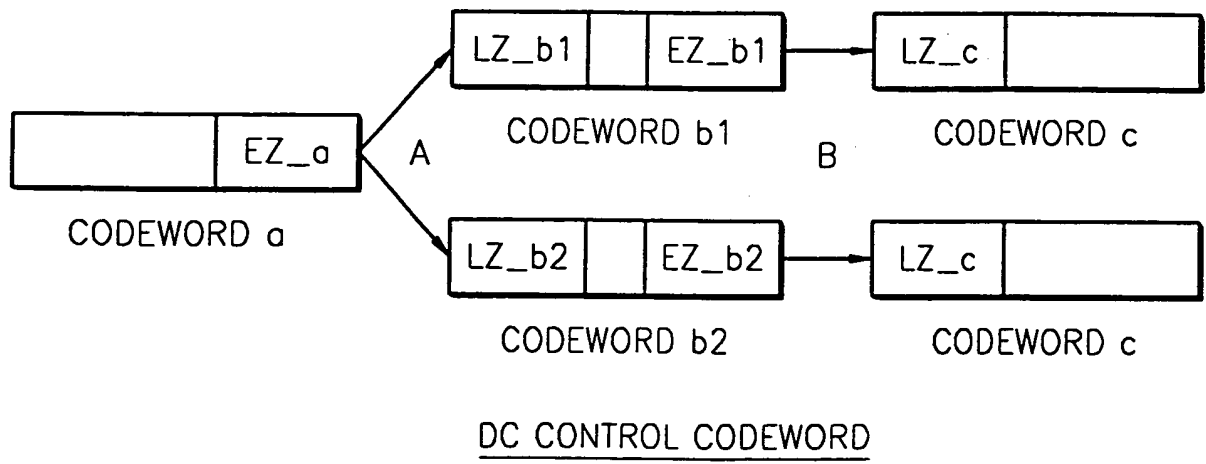 LZ_b1 EZ_b1 LZ_c
CODEWORD b1 CODEWORD c
EZ_a A B
CODEWORD a
LZ_b2 EZ_b2 LZ_c
CODEWORD b2 CODEWORD c
DC CONTROL CODEWORD